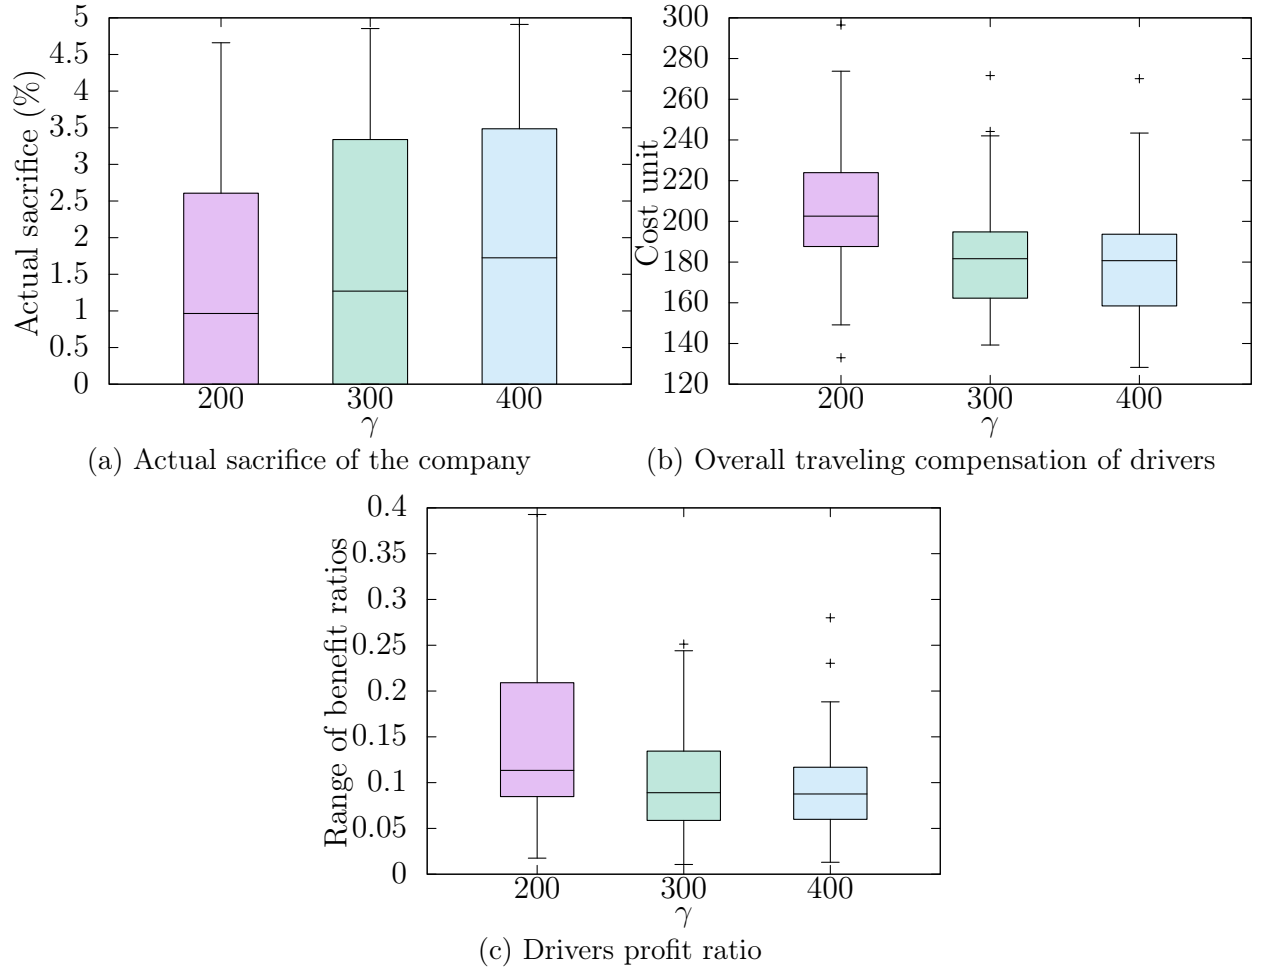 Actual sacrifice (%)
5
4.5
4
3.5
3
2.5
2
1.5
1
0.5
0
200 300 400
γ
(a) Actual sacrifice of the company
Cost unit
300
280
260
240
220
200
180
160
140
120
200 300 400
γ
(b) Overall traveling compensation of drivers
Range of benefit ratios
0.4
0.35
0.3
0.25
0.2
0.15
0.1
0.05
0
200 300 400
γ
(c) Drivers profit ratio